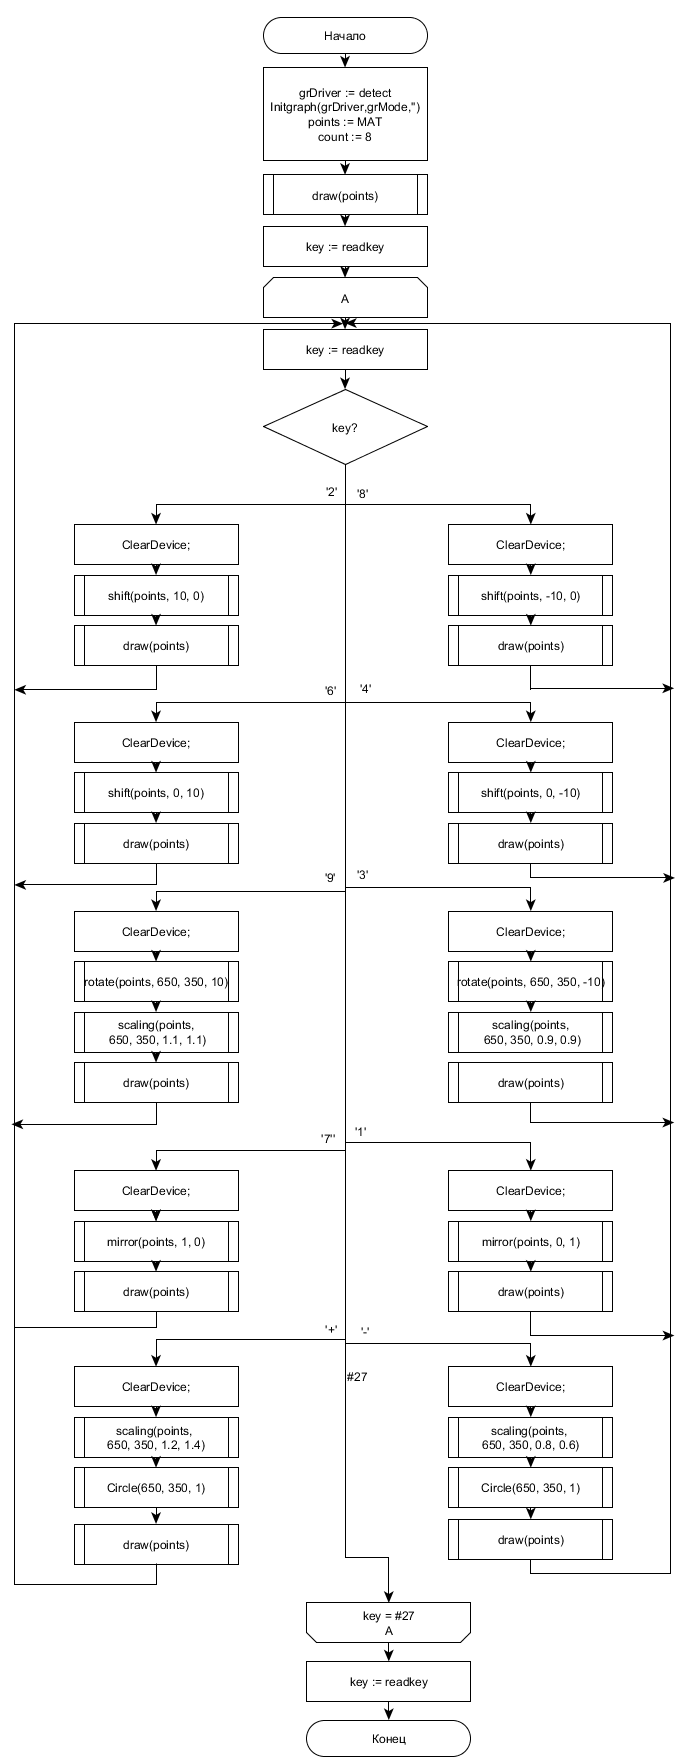 Начало
grDriver := detect
Initgraph(grDriver,grMode,'')
points := MAT
count := 8
draw(points)
key := readkey
A
key := readkey
key?
'2' '8'
ClearDevice; ClearDevice;
shift(points, 10, 0) shift(points, -10, 0)
draw(points) draw(points)
'6' '4'
ClearDevice; ClearDevice;
shift(points, 0, 10) shift(points, 0, -10)
draw(points) draw(points)
'9' '3'
ClearDevice; ClearDevice;
rotate(points, 650, 350, 10) rotate(points, 650, 350, -10)
scaling(points, scaling(points,
650, 350, 1.1, 1.1) 650, 350, 0.9, 0.9)
draw(points) draw(points)
'7'' '1'
ClearDevice; ClearDevice;
mirror(points, 1, 0) mirror(points, 0, 1)
draw(points) draw(points)
'+' '-'
#27
ClearDevice; ClearDevice;
scaling(points, scaling(points,
650, 350, 1.2, 1.4) 650, 350, 0.8, 0.6)
Circle(650, 350, 1) Circle(650, 350, 1)
draw(points) draw(points)
key = #27
A
key := readkey
Конец